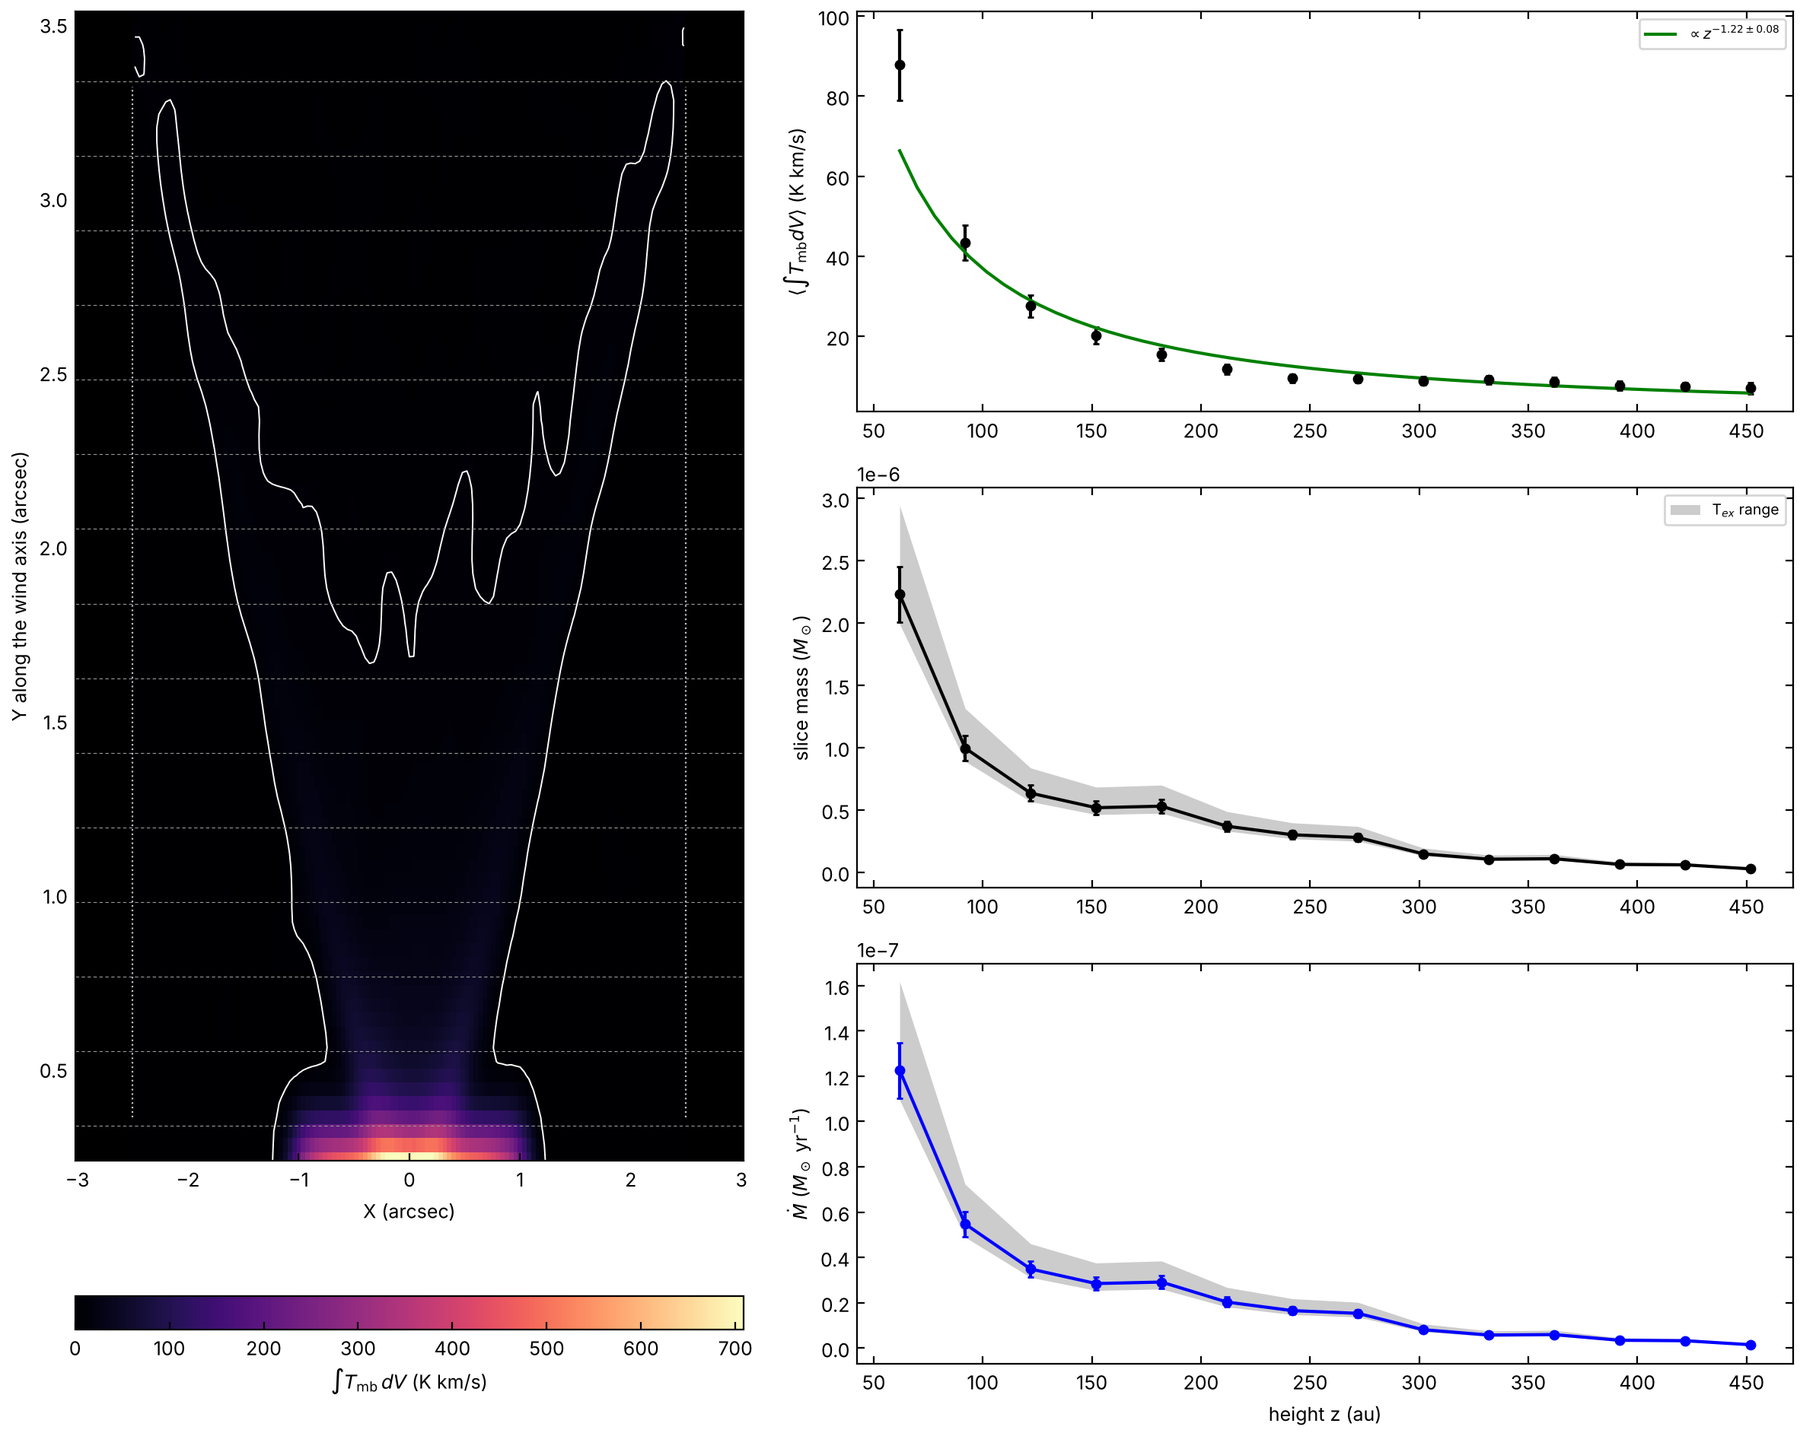 3.5
3.0
2.5
2.0
1.5
1.0
0.5
Y along the wind axis (arcsec)
−3 −2 −1 0 1 2 3
X (arcsec)
0 100 200 300 400 500 600 700
∫T_mb dV (K km/s)
100
80
60
40
20
⟨∫T_mb dV⟩ (K km/s)
∝ z^−1.22±0.08
50 100 150 200 250 300 350 400 450
1e−6
3.0
2.5
2.0
1.5
1.0
0.5
0.0
slice mass (M_⊙)
T_ex range
50 100 150 200 250 300 350 400 450
1e−7
1.6
1.4
1.2
1.0
0.8
0.6
0.4
0.2
0.0
Ṁ (M_⊙ yr^−1)
50 100 150 200 250 300 350 400 450
height z (au)